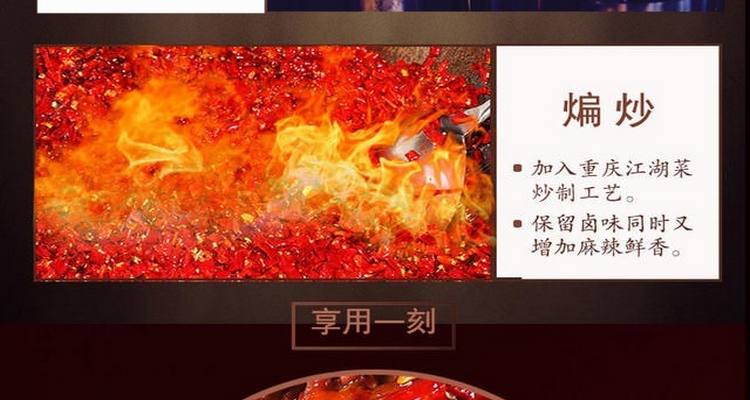 煸炒
加入重庆江湖菜
炒制工艺。
保留卤味同时又
增加麻辣鲜香。
享用一刻